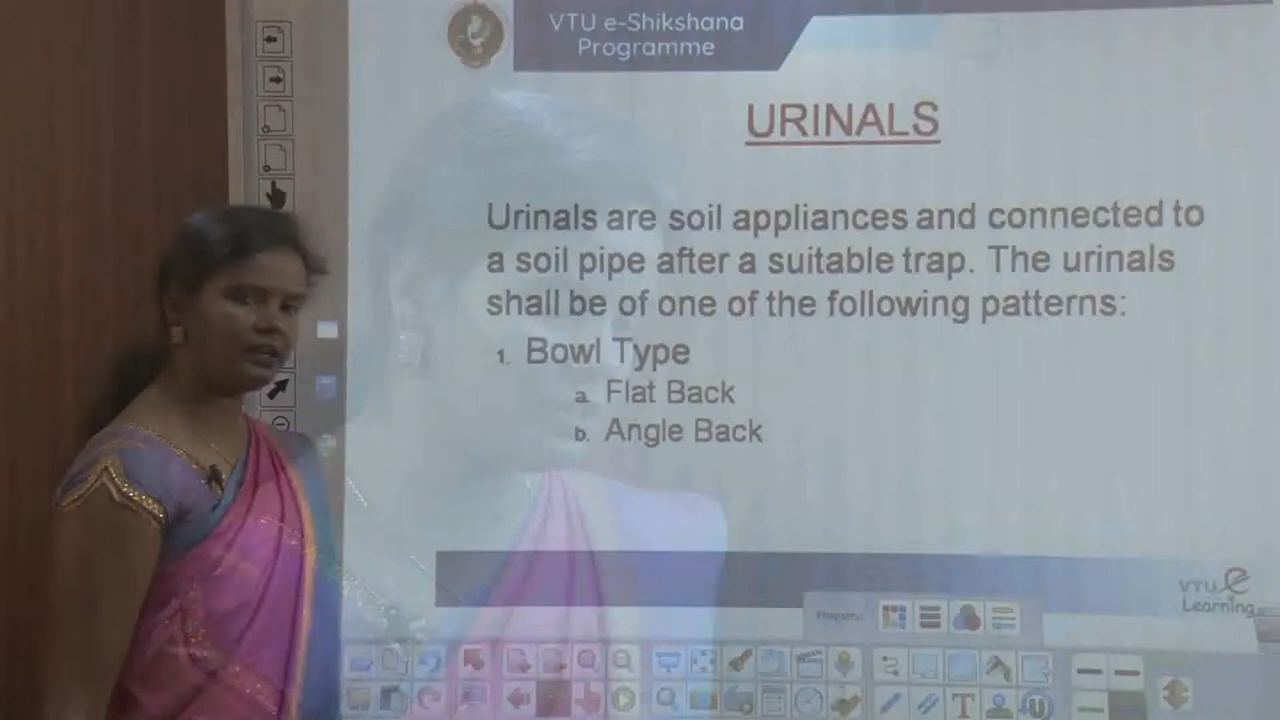 VTU e-Shikshana
Programme
URINALS
Urinals are soil appliances and connected to
a soil pipe after a suitable trap. The urinals
shall be of one of the following patterns:
1. Bowl Type
a. Flat Back
b. Angle Back
VTU e
Learning